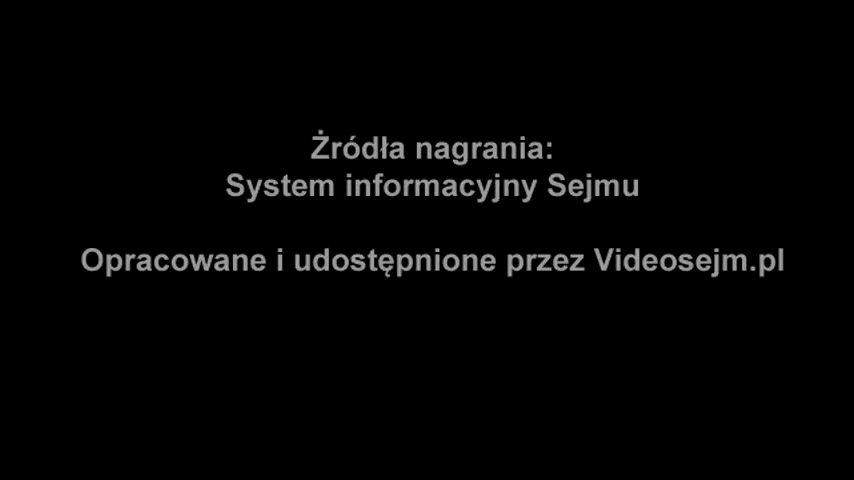 Żródła nagrania:
System informacyjny Sejmu
Opracowane i udostępnione przez Videosejm.pl